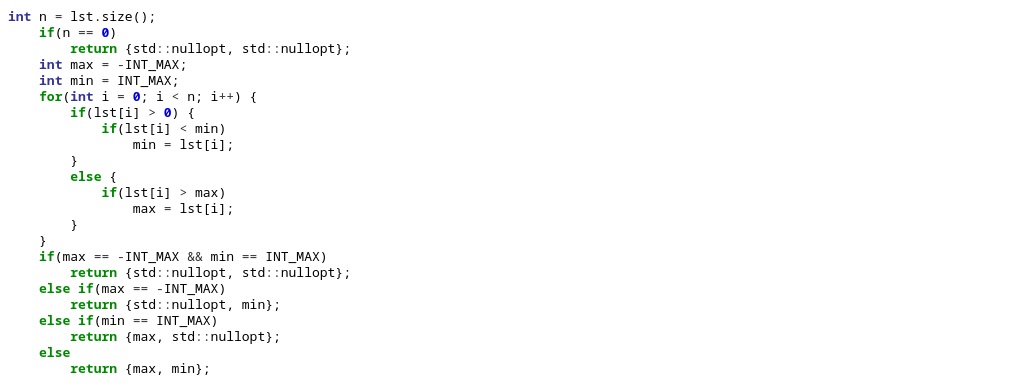 int n = lst.size();
    if(n == 0)
        return {std::nullopt, std::nullopt};
    int max = -INT_MAX;
    int min = INT_MAX;
    for(int i = 0; i < n; i++) {
        if(lst[i] > 0) {
            if(lst[i] < min)
                min = lst[i];
        }
        else {
            if(lst[i] > max)
                max = lst[i];
        }
    }
    if(max == -INT_MAX && min == INT_MAX)
        return {std::nullopt, std::nullopt};
    else if(max == -INT_MAX)
        return {std::nullopt, min};
    else if(min == INT_MAX)
        return {max, std::nullopt};
    else
        return {max, min};